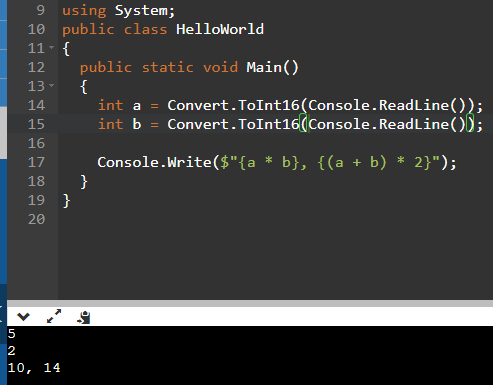 9 using System;
10 public class HelloWorld
11 {
12 public static void Main()
13 {
14 int a = Convert.ToInt16(Console.ReadLine());
15 int b = Convert.ToInt16(Console.ReadLine());
16
17 Console.Write($"{a * b}, {(a + b) * 2}");
18 }
19 }
20
5
2
10, 14